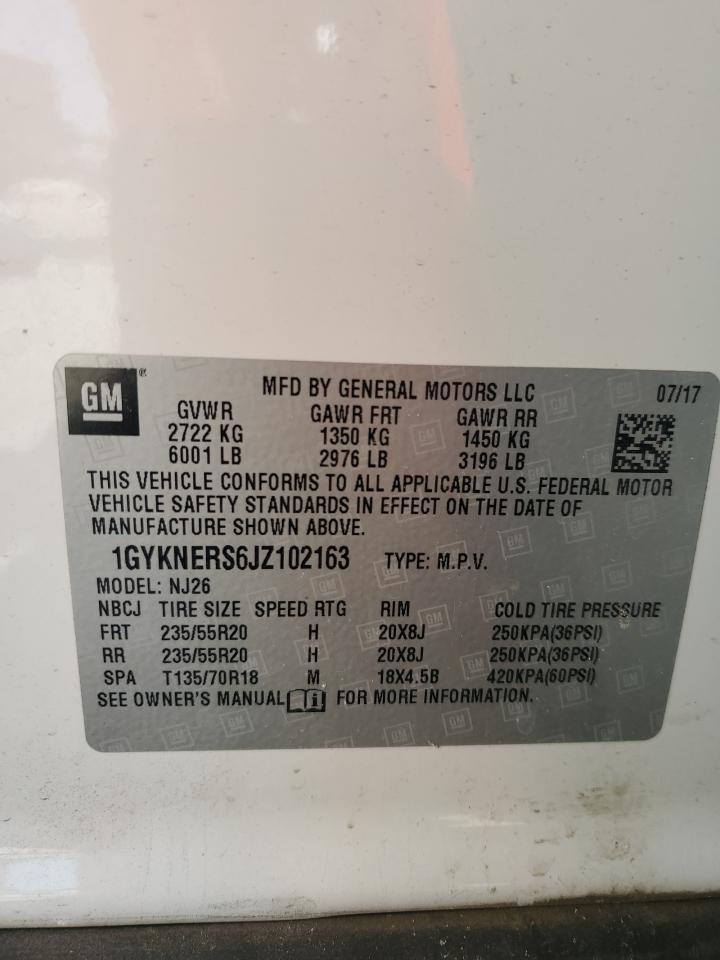 GM ® MFD BY GENERAL MOTORS LLC 07/17
GVWR GAWR FRT GAWR RR
2722 KG 1350 KG 1450 KG
6001 LB 2976 LB 3196 LB
THIS VEHICLE CONFORMS TO ALL APPLICABLE U.S. FEDERAL MOTOR
VEHICLE SAFETY STANDARDS IN EFFECT ON THE DATE OF
MANUFACTURE SHOWN ABOVE.
1GYKNERS6JZ102163 TYPE: M.P.V.
MODEL: NJ26
NBCJ TIRE SIZE SPEED RTG RIM COLD TIRE PRESSURE
FRT 235/55R20 H 20X8J 250KPA(36PSI)
RR 235/55R20 H 20X8J 250KPA(36PSI)
SPA T135/70R18 M 18X4.5B 420KPA(60PSI)
SEE OWNER'S MANUAL FOR MORE INFORMATION.